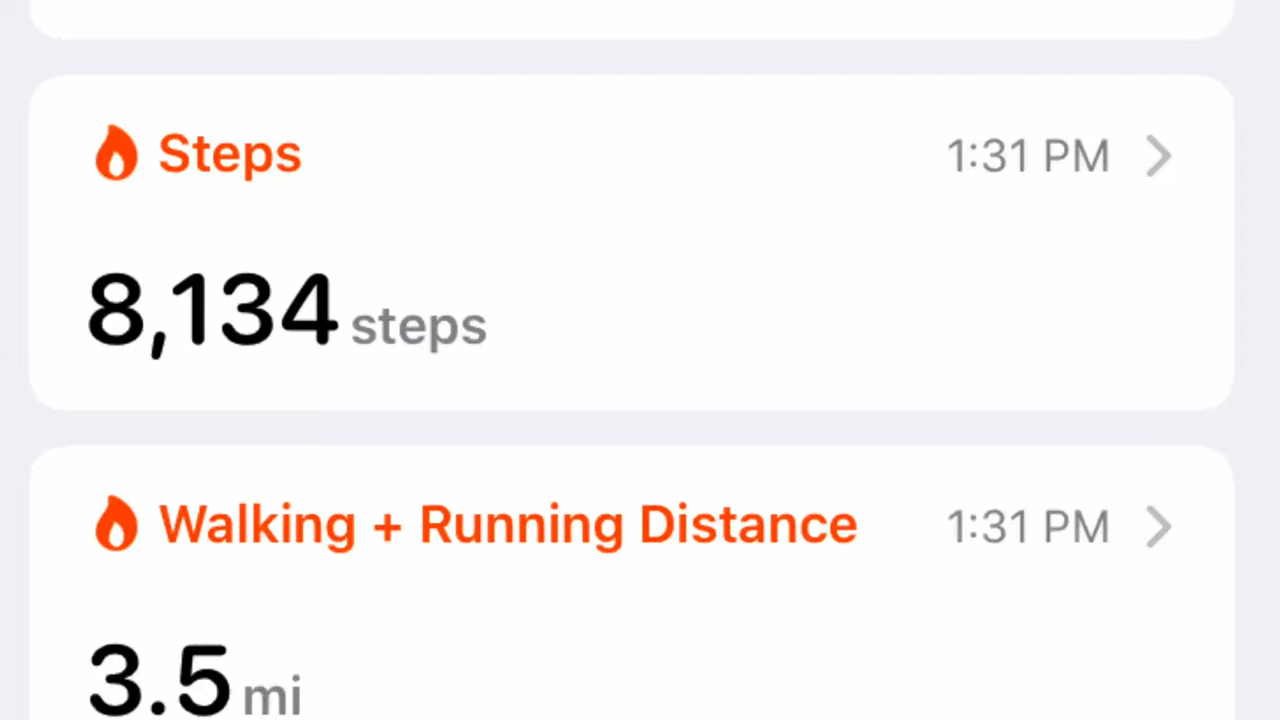 Steps 1:31 PM
8,134 steps
Walking + Running Distance 1:31 PM
3.5 mi